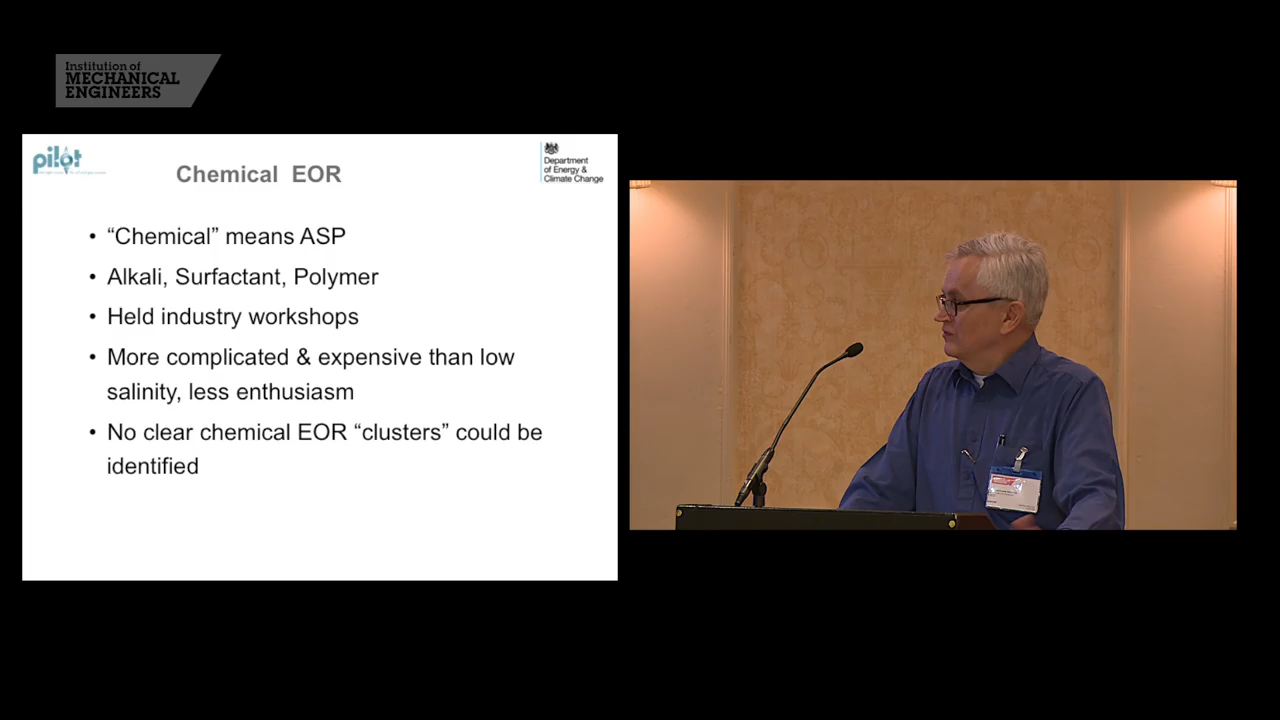 Institution of
MECHANICAL
ENGINEERS
pilot
Chemical EOR
Department
of Energy &
Climate Change
• “Chemical” means ASP
• Alkali, Surfactant, Polymer
• Held industry workshops
• More complicated & expensive than low
salinity, less enthusiasm
• No clear chemical EOR “clusters” could be
identified